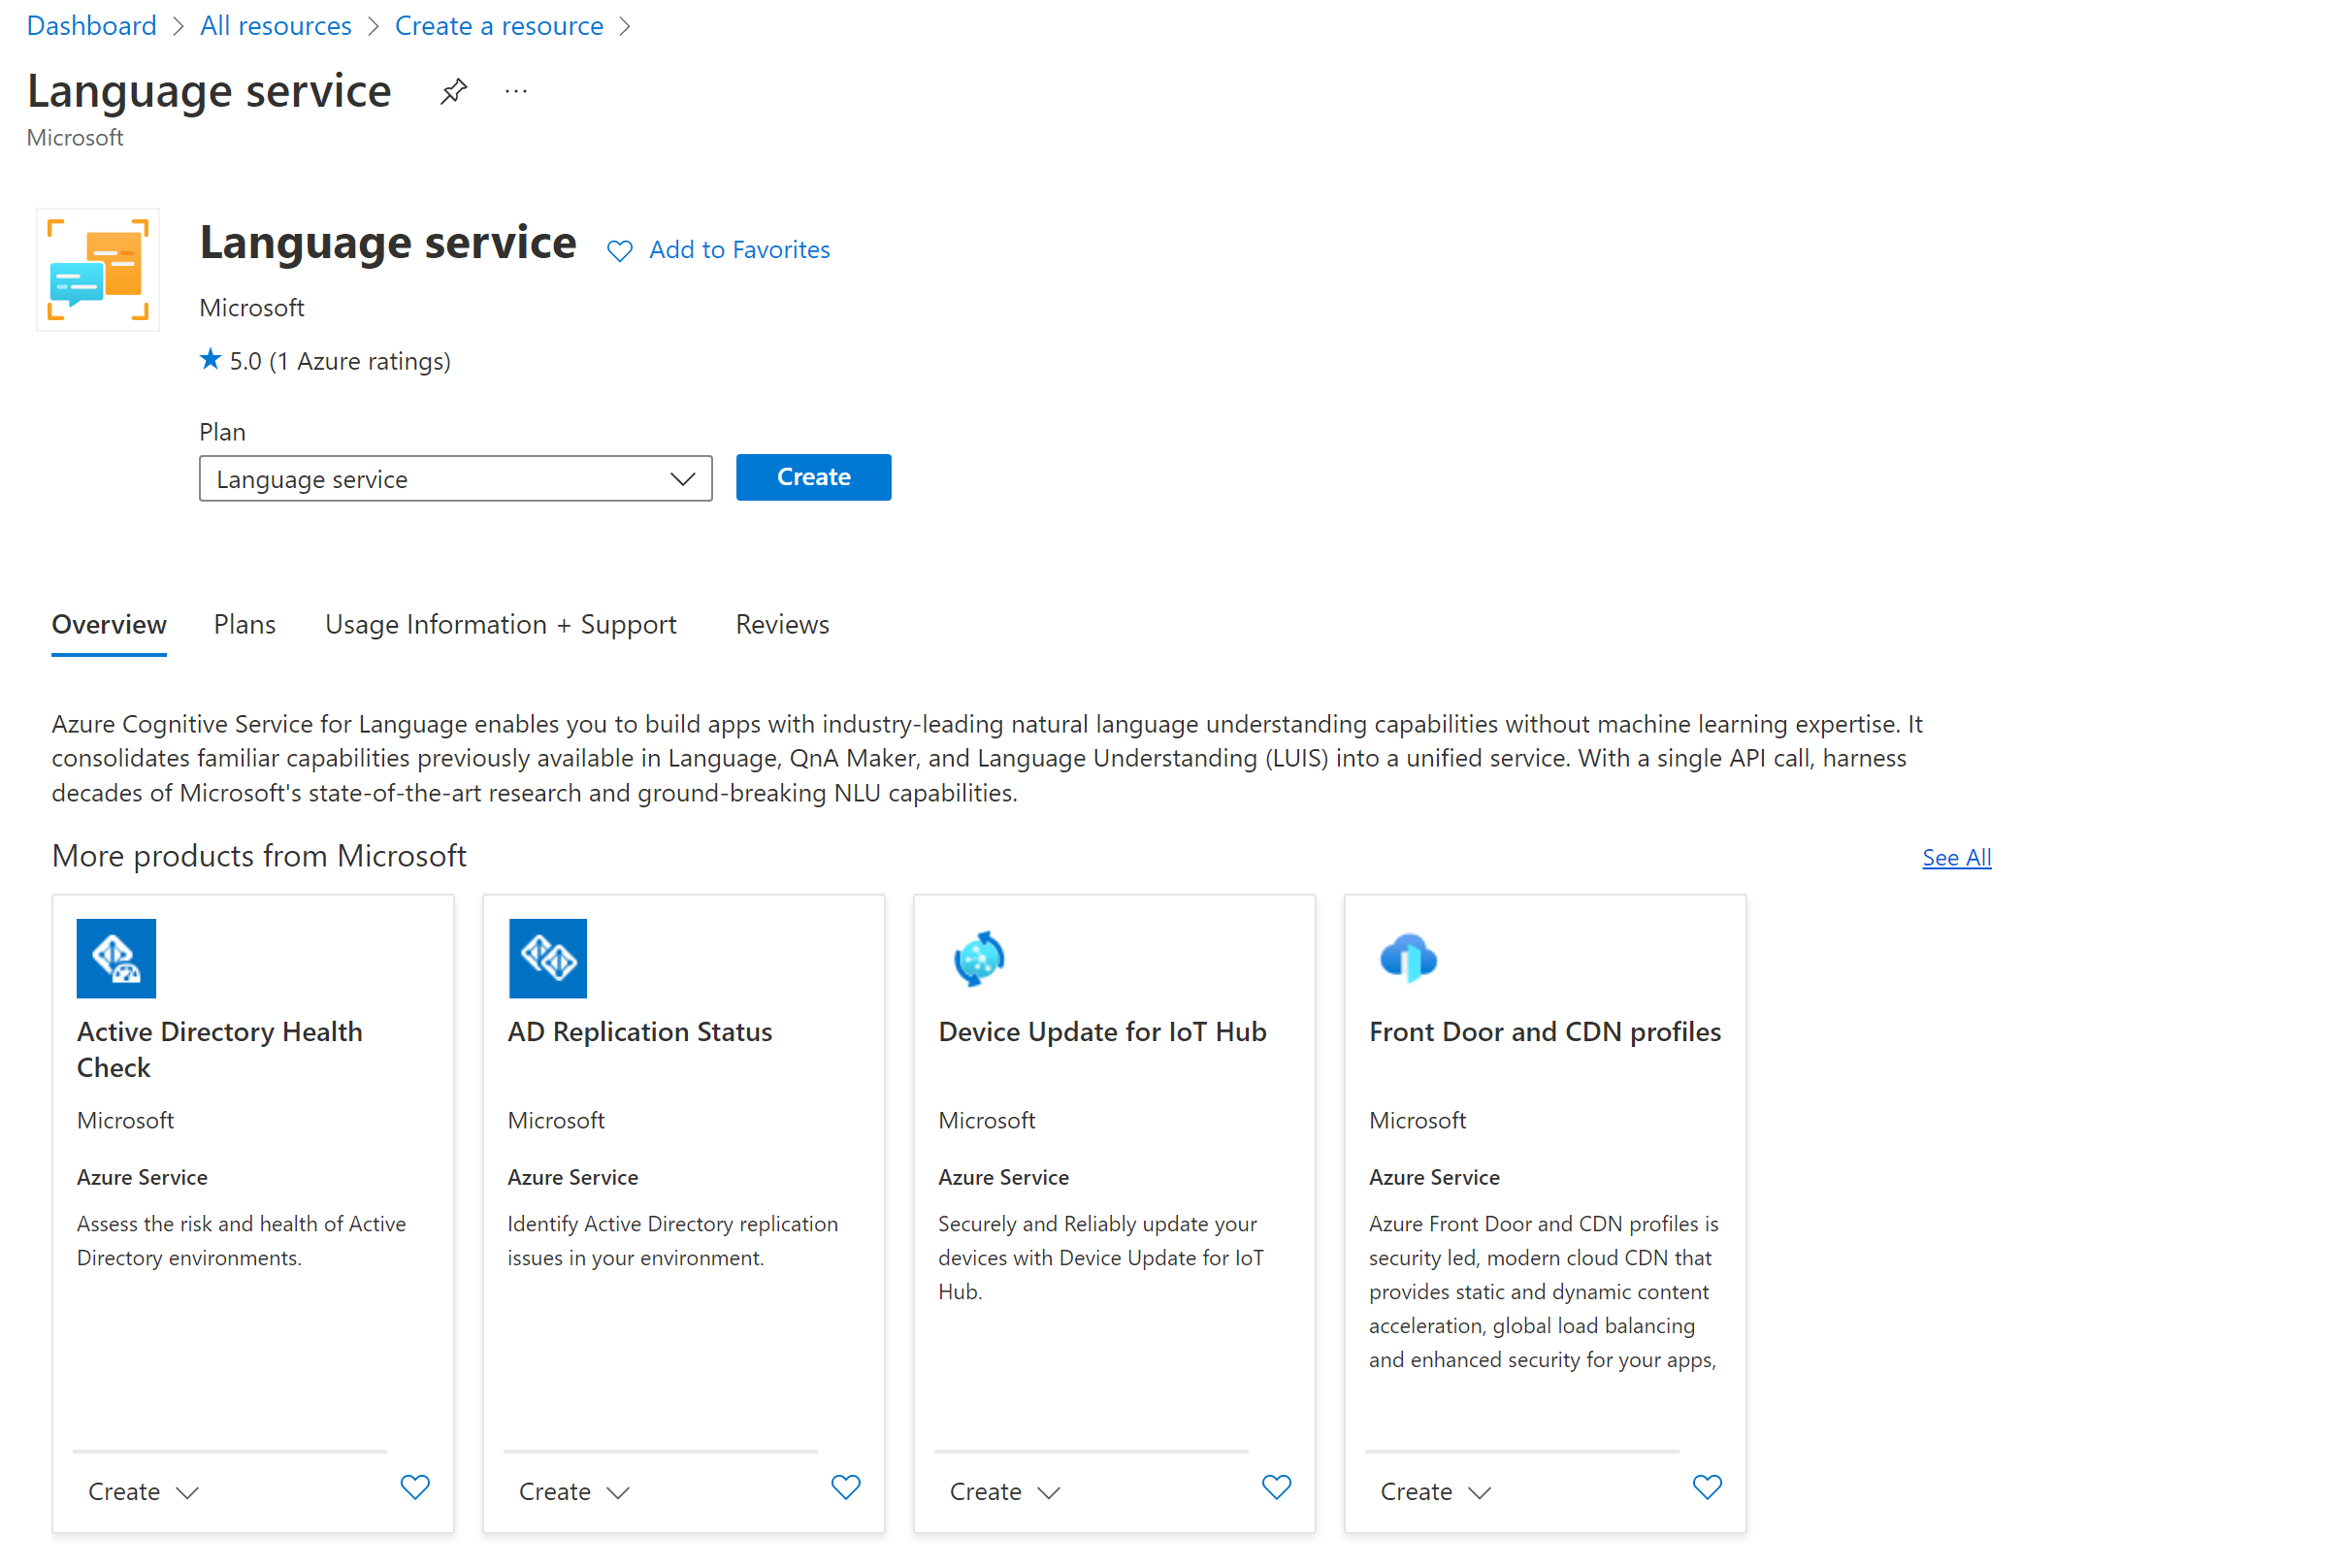 Dashboard > All resources > Create a resource >
Language service ...
Microsoft
Language service Add to Favorites
Microsoft
★ 5.0 (1 Azure ratings)
Plan
Language service Create
Overview Plans Usage Information + Support Reviews
Azure Cognitive Service for Language enables you to build apps with industry-leading natural language understanding capabilities without machine learning expertise. It
consolidates familiar capabilities previously available in Language, QnA Maker, and Language Understanding (LUIS) into a unified service. With a single API call, harness
decades of Microsoft's state-of-the-art research and ground-breaking NLU capabilities.
More products from Microsoft See All
Active Directory Health
Check
Microsoft
Azure Service
Assess the risk and health of Active
Directory environments.
Create
AD Replication Status
Microsoft
Azure Service
Identify Active Directory replication
issues in your environment.
Create
Device Update for IoT Hub
Microsoft
Azure Service
Securely and Reliably update your
devices with Device Update for IoT
Hub.
Create
Front Door and CDN profiles
Microsoft
Azure Service
Azure Front Door and CDN profiles is
security led, modern cloud CDN that
provides static and dynamic content
acceleration, global load balancing
and enhanced security for your apps,
Create